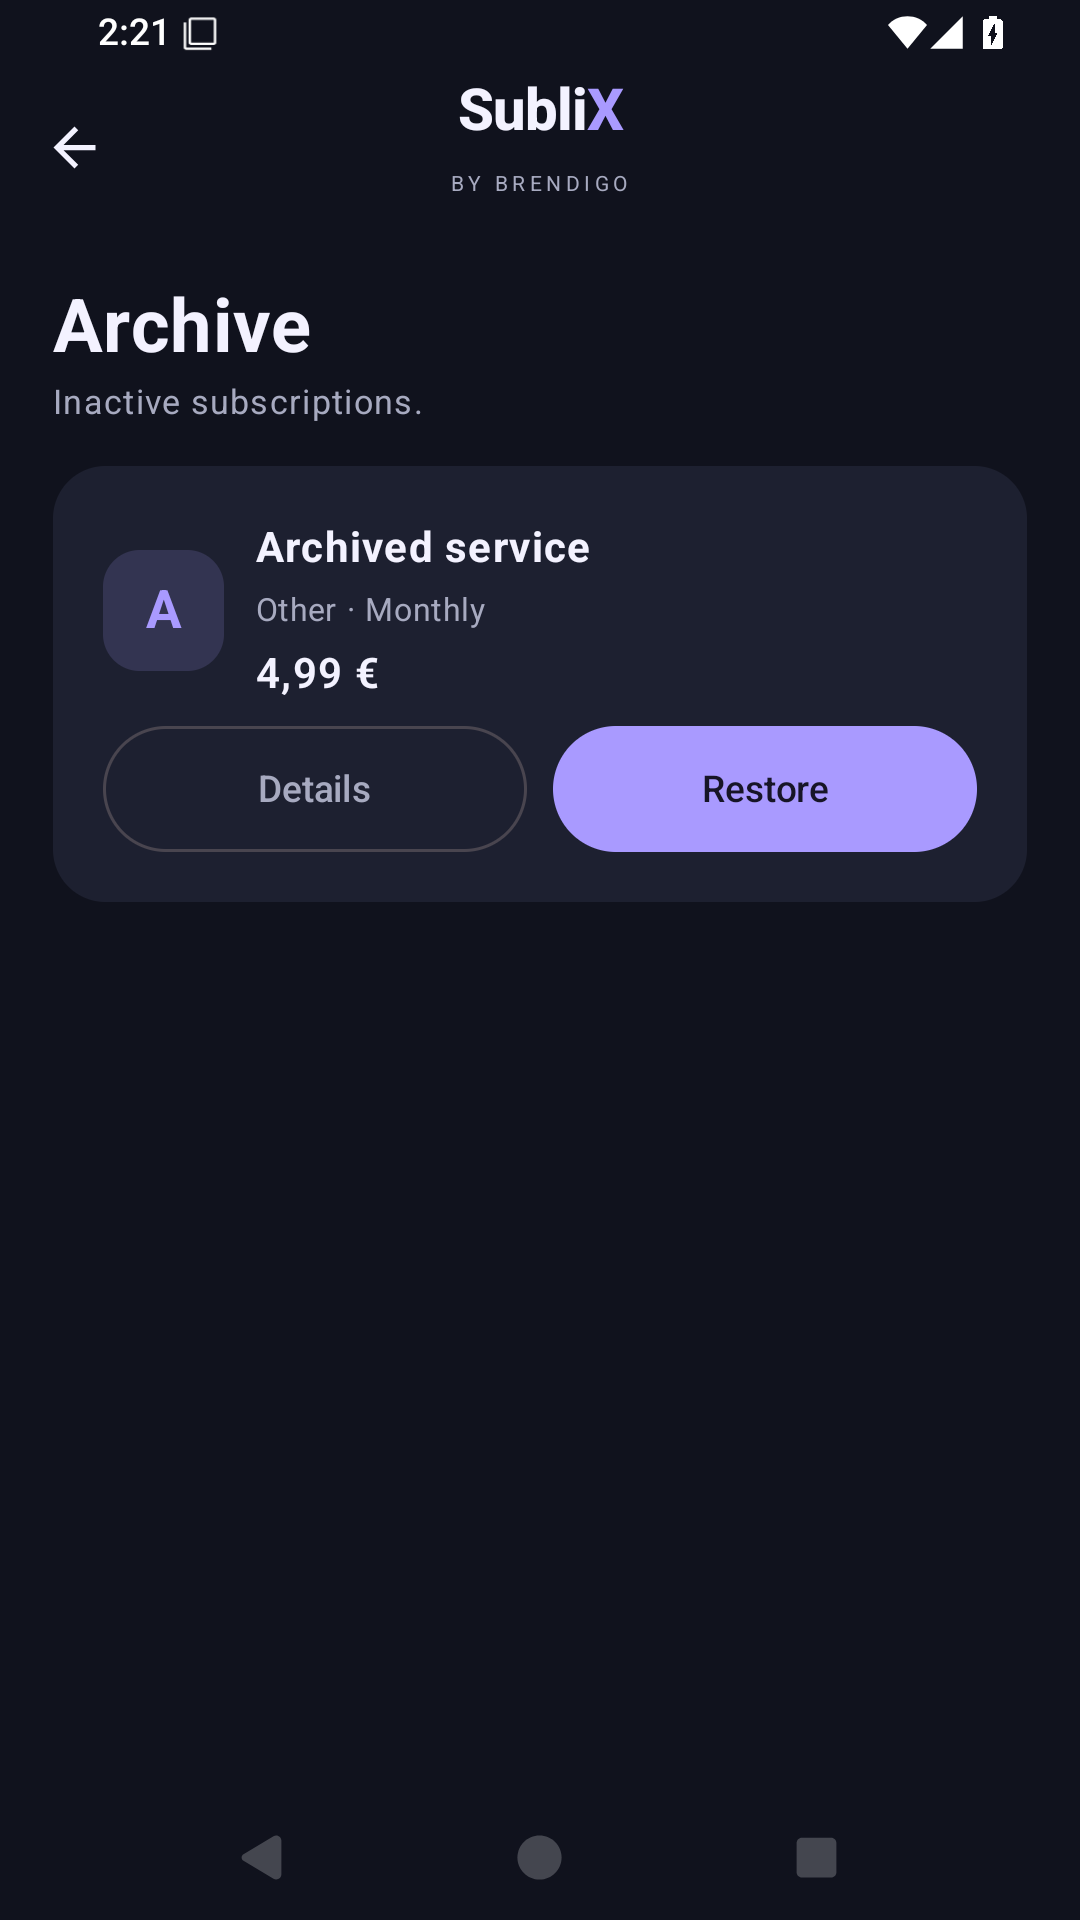 2:21
SubliX
BY BRENDIGO
Archive
Inactive subscriptions.
Archived service
A
Other · Monthly
4,99 €
Details
Restore